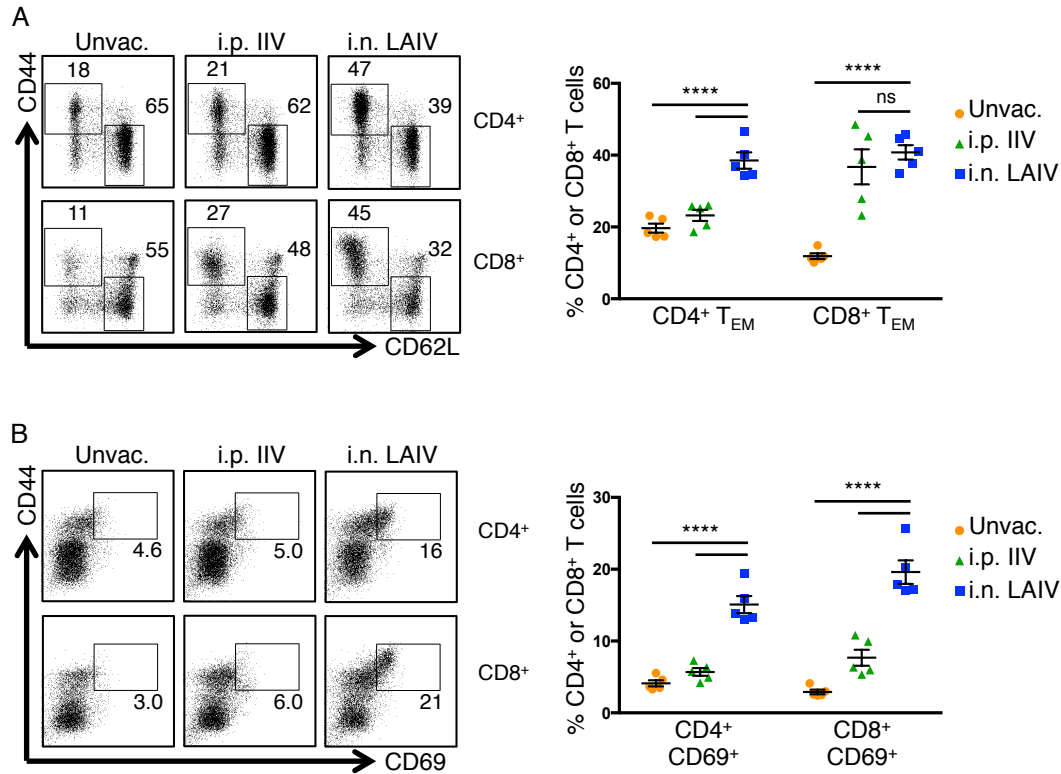 A
Unvac. i.p. IIV i.n. LAIV
CD44
18 65 21 62 47 39 CD4⁺
11 55 27 48 45 32 CD8⁺
CD62L
% CD4⁺ or CD8⁺ T cells
60
40
20
0
**** **** ns
CD4⁺ T_EM CD8⁺ T_EM
Unvac.
i.p. IIV
i.n. LAIV
B
Unvac. i.p. IIV i.n. LAIV
CD44
4.6 5.0 16 CD4⁺
3.0 6.0 21 CD8⁺
CD69
% CD4⁺ or CD8⁺ T cells
30
20
10
0
**** ****
CD4⁺ CD8⁺
CD69⁺ CD69⁺
Unvac.
i.p. IIV
i.n. LAIV